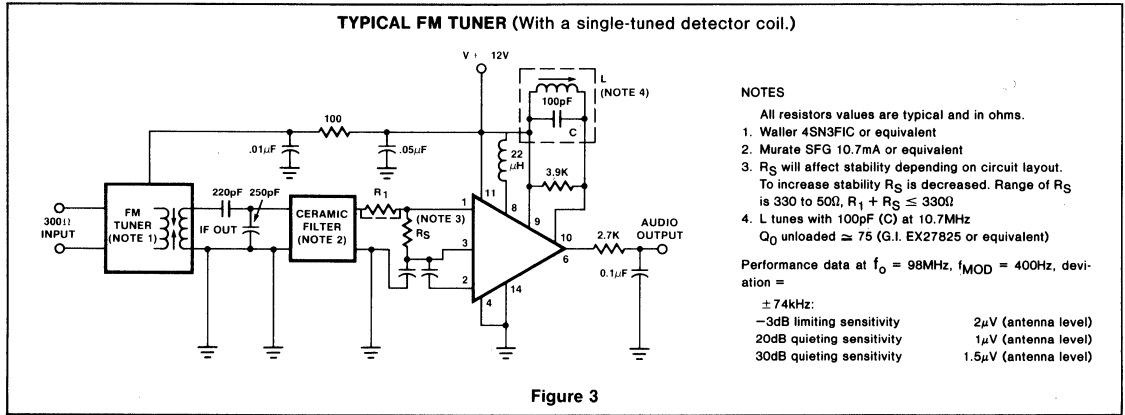 TYPICAL FM TUNER (With a single-tuned detector coil.)
V+ 12V
L
(NOTE 4)
100pF
C
100
.01µF
.05µF
22
µH
3.9K
220pF
250pF
R1
11
8
9
1
(NOTE 3)
300Ω
INPUT
FM
TUNER
(NOTE 1)
IF OUT
CERAMIC
FILTER
(NOTE 2)
RS
3
2
4
14
10
6
2.7K
AUDIO
OUTPUT
0.1µF
NOTES
All resistors values are typical and in ohms.
1. Waller 4SN3FIC or equivalent
2. Murate SFG 10.7mA or equivalent
3. RS will affect stability depending on circuit layout.
To increase stability RS is decreased. Range of RS
is 330 to 50Ω, R1 + RS ≤ 330Ω
4. L tunes with 100pF (C) at 10.7MHz
Q0 unloaded ≃ 75 (G.I. EX27825 or equivalent)
Performance data at fo = 98MHz, fMOD = 400Hz, devi-
ation =
±74kHz:
−3dB limiting sensitivity 2µV (antenna level)
20dB quieting sensitivity 1µV (antenna level)
30dB quieting sensitivity 1.5µV (antenna level)
Figure 3